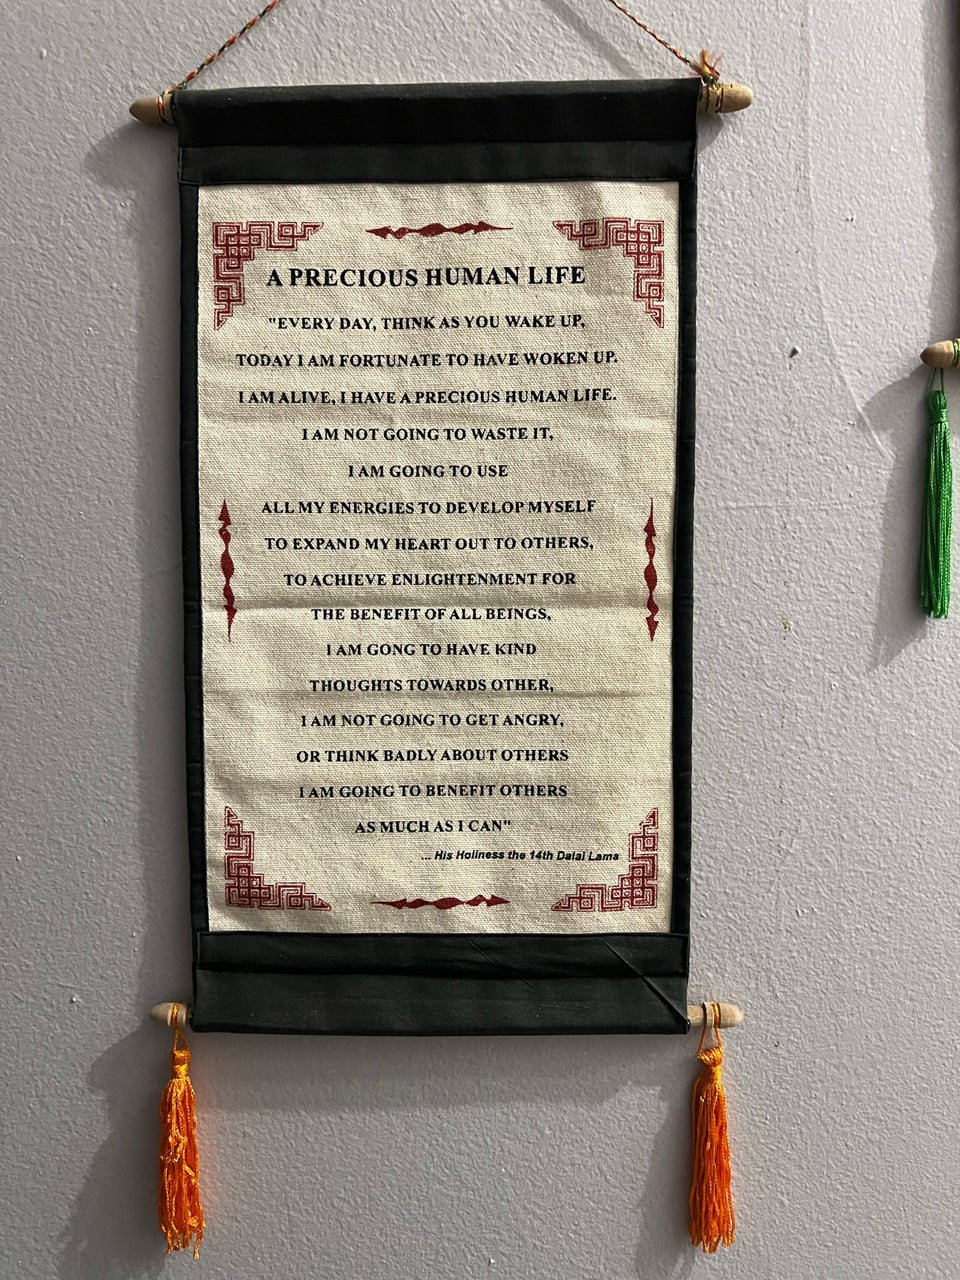 A PRECIOUS HUMAN LIFE
"EVERY DAY, THINK AS YOU WAKE UP,
TODAY I AM FORTUNATE TO HAVE WOKEN UP.
I AM ALIVE, I HAVE A PRECIOUS HUMAN LIFE.
I AM NOT GOING TO WASTE IT,
I AM GOING TO USE
ALL MY ENERGIES TO DEVELOP MYSELF
TO EXPAND MY HEART OUT TO OTHERS,
TO ACHIEVE ENLIGHTENMENT FOR
THE BENEFIT OF ALL BEINGS,
I AM GONG TO HAVE KIND
THOUGHTS TOWARDS OTHER,
I AM NOT GOING TO GET ANGRY,
OR THINK BADLY ABOUT OTHERS
I AM GOING TO BENEFIT OTHERS
AS MUCH AS I CAN"
... His Holiness the 14th Dalai Lama